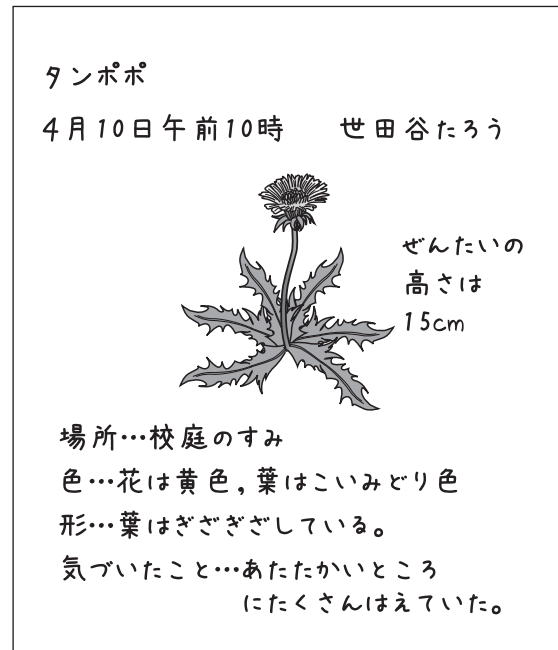 タンポポ
4月10日午前10時　世田谷たろう
ぜんたいの
高さは
15cm
場所…校庭のすみ
色…花は黄色，葉はこいみどり色
形…葉はぎざぎざしている。
気づいたこと…あたたかいところ
にたくさんはえていた。